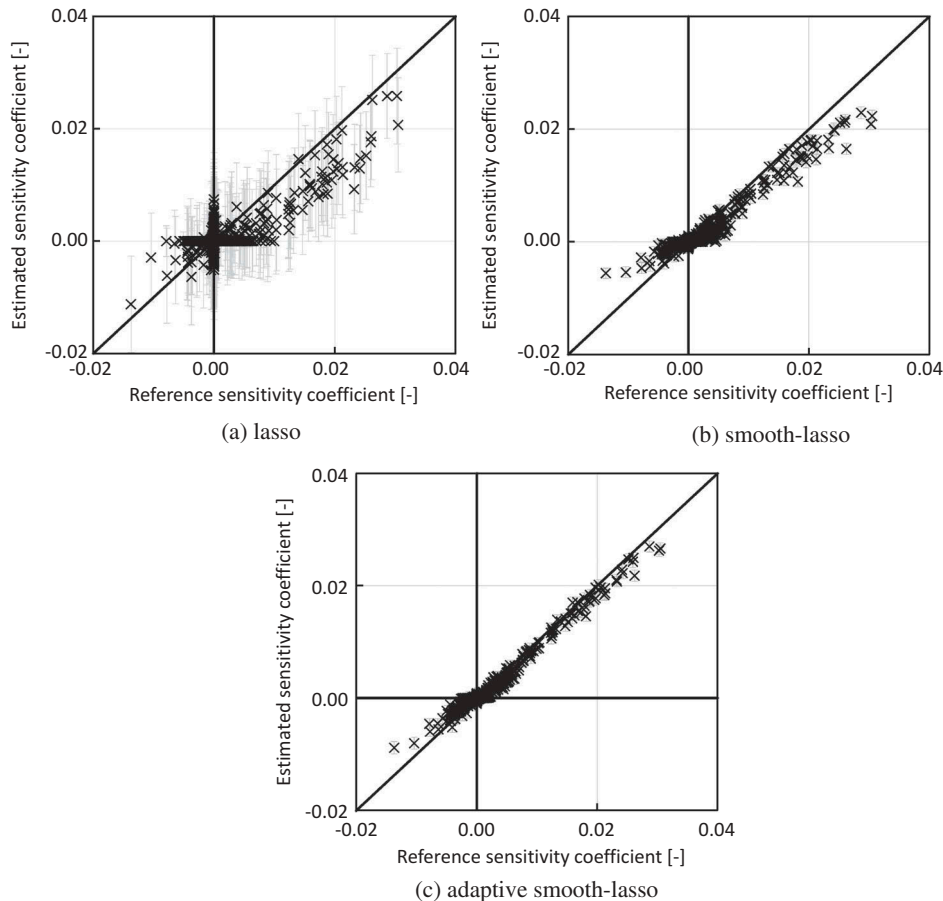 0.04
0.02
0.00
-0.02
Estimated sensitivity coefficient [-]
-0.02 0.00 0.02 0.04
Reference sensitivity coefficient [-]
(a) lasso
0.04
0.02
0.00
-0.02
Estimated sensitivity coefficient [-]
-0.02 0.00 0.02 0.04
Reference sensitivity coefficient [-]
(b) smooth-lasso
0.04
0.02
0.00
-0.02
Estimated sensitivity coefficient [-]
-0.02 0.00 0.02 0.04
Reference sensitivity coefficient [-]
(c) adaptive smooth-lasso